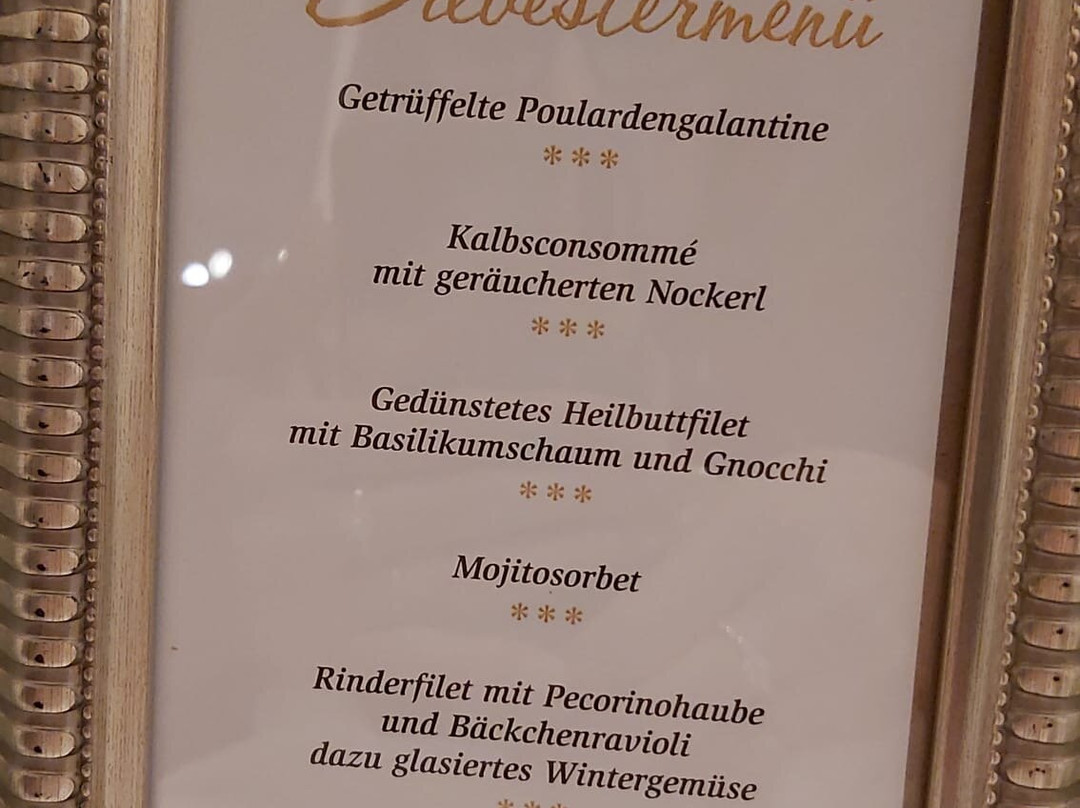 Silvestermenü
Getrüffelte Poulardengalantine
***
Kalbsconsommé
mit geräucherten Nockerl
***
Gedünstetes Heilbuttfilet
mit Basilikumschaum und Gnocchi
***
Mojitosorbet
***
Rinderfilet mit Pecorinohaube
und Bäckchenravioli
dazu glasiertes Wintergemüse
***